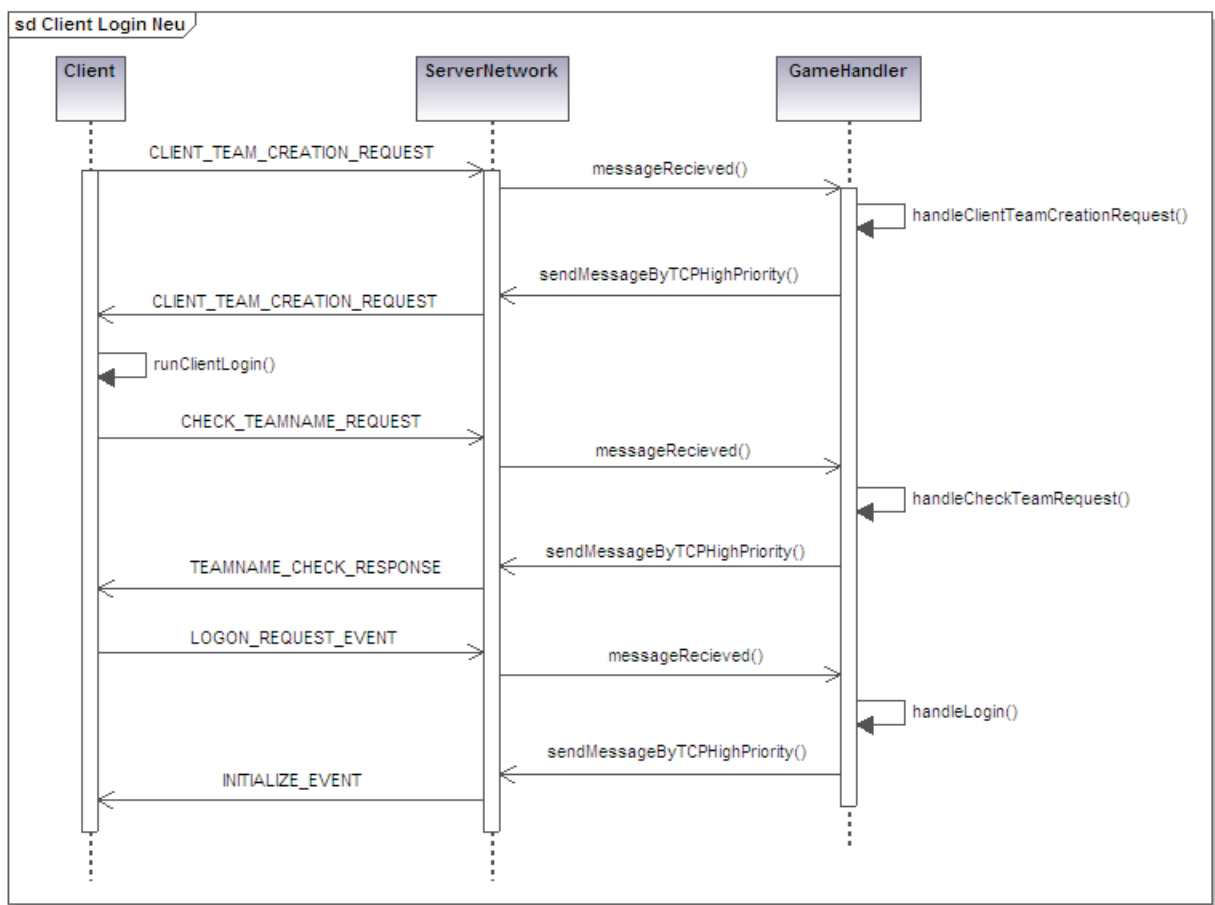 sd Client Login Neu
Client
ServerNetwork
GameHandler
CLIENT_TEAM_CREATION_REQUEST
messageRecieved()
handleClientTeamCreationRequest()
sendMessageByTCPHighPriority()
CLIENT_TEAM_CREATION_REQUEST
runClientLogin()
CHECK_TEAMNAME_REQUEST
messageRecieved()
handleCheckTeamRequest()
sendMessageByTCPHighPriority()
TEAMNAME_CHECK_RESPONSE
LOGON_REQUEST_EVENT
messageRecieved()
handleLogin()
sendMessageByTCPHighPriority()
INITIALIZE_EVENT